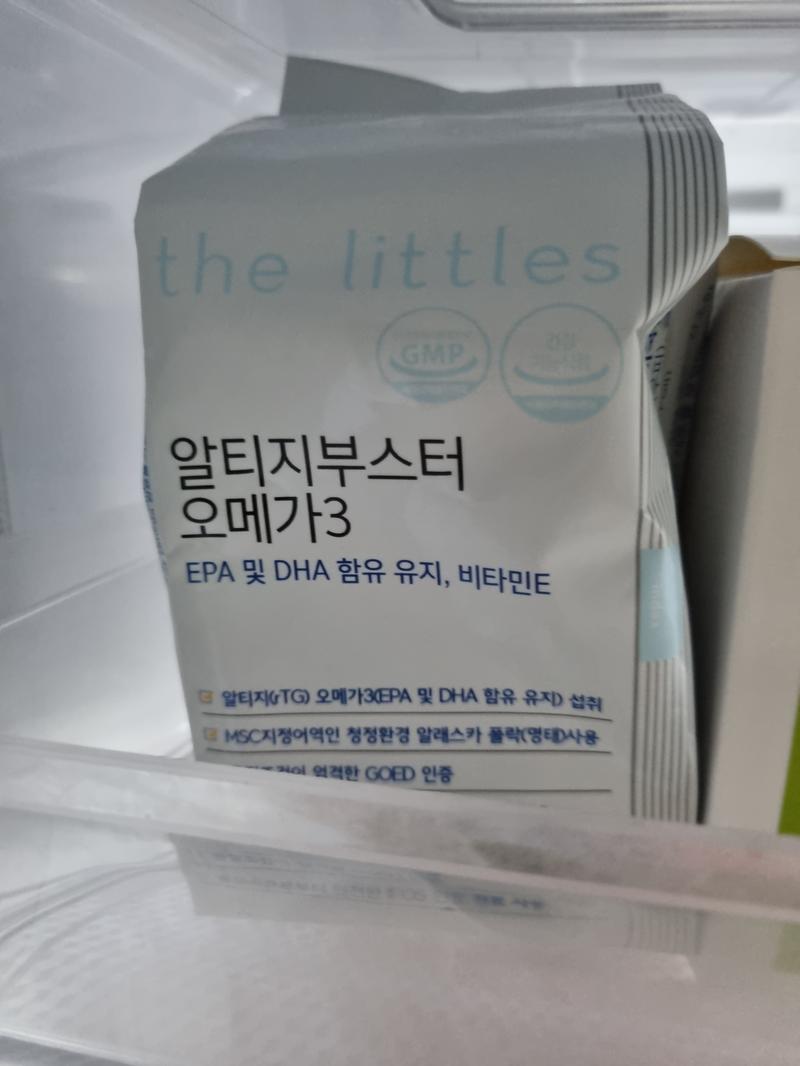 the littles
GMP
알티지부스터
오메가3
EPA 및 DHA 함유 유지, 비타민E
알티지(rTG) 오메가3(EPA 및 DHA 함유 유지) 섭취
MSC지정어역인 청정환경 알래스카 폴락(명태)사용
엄격한 GOED 인증